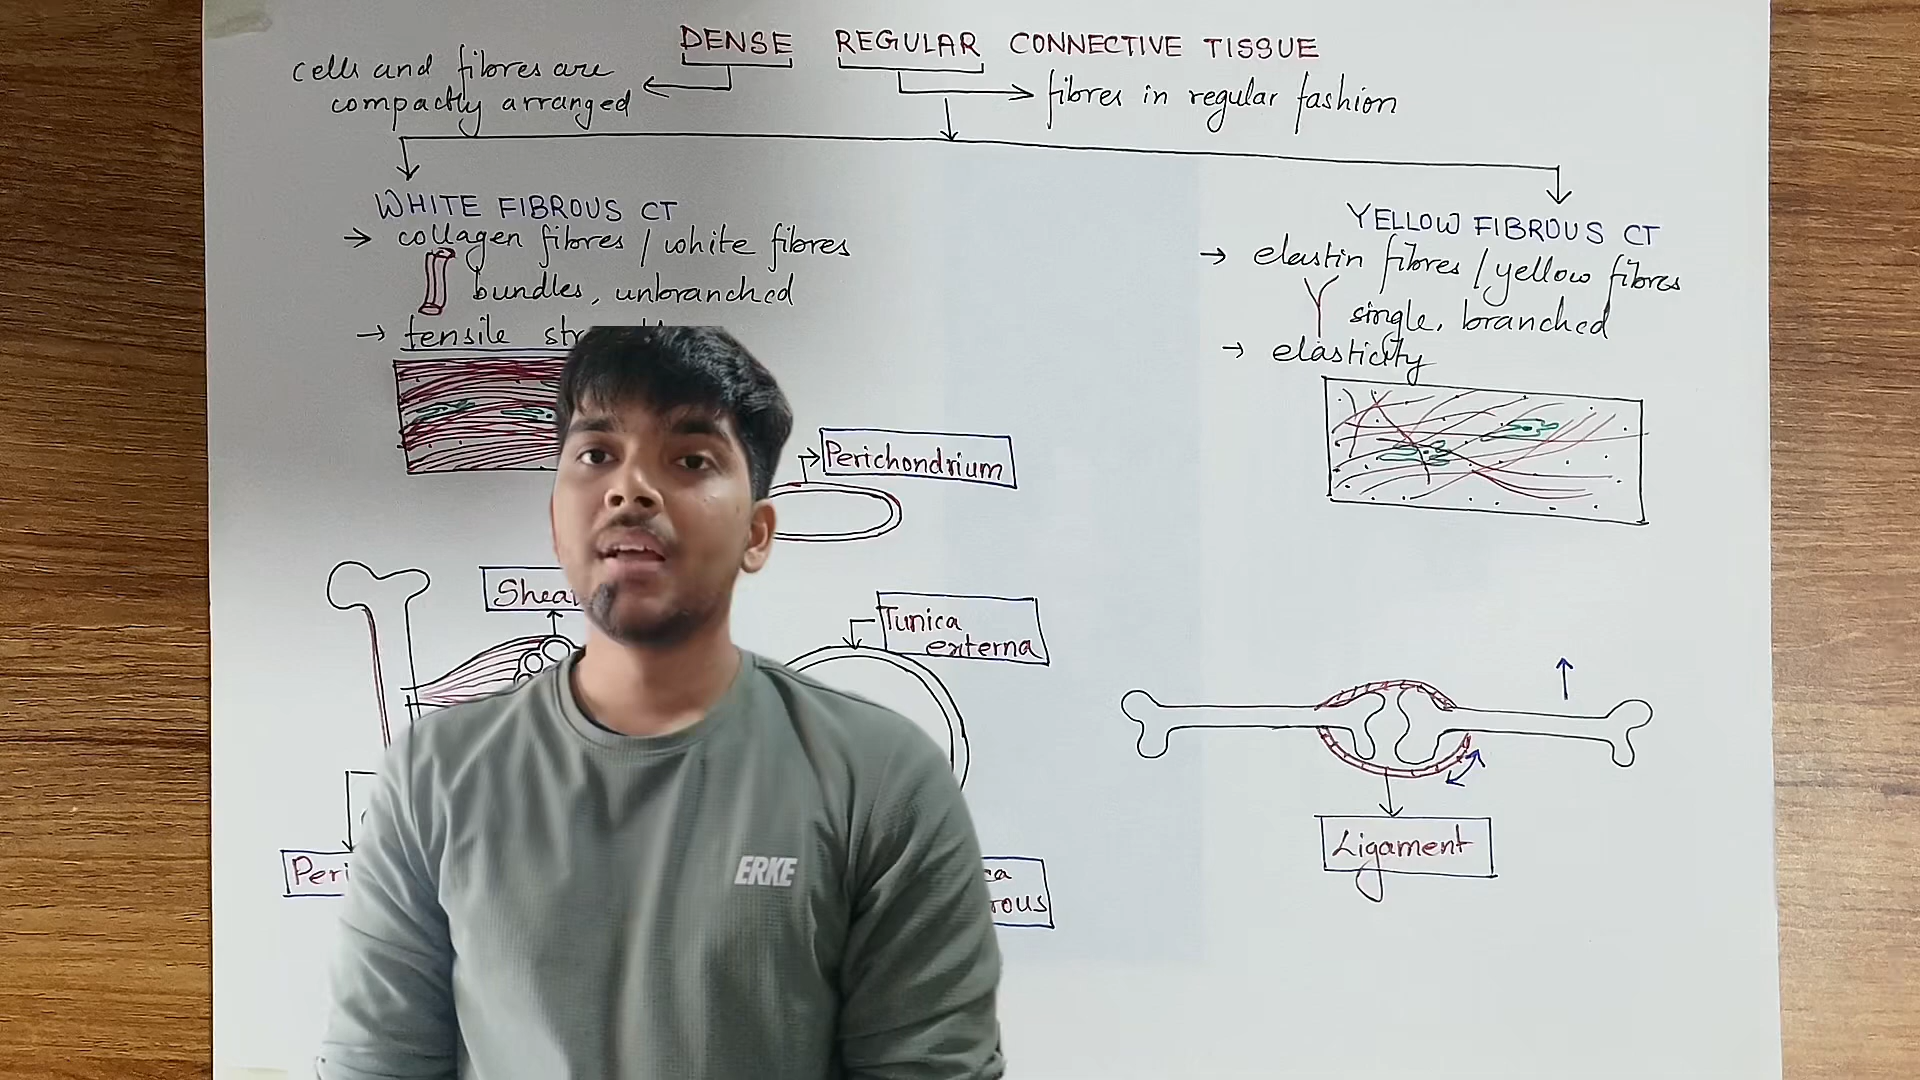 DENSE REGULAR CONNECTIVE TISSUE
cells and fibres are
compactly arranged
fibres in regular fashion
WHITE FIBROUS CT
→ collagen fibres / white fibres
bundles, unbranched
→ tensile
Perichondrium
Tunica
externa
YELLOW FIBROUS CT
→ elastin fibres / yellow fibres
single, branched
→ elasticity
Ligament
ERKE